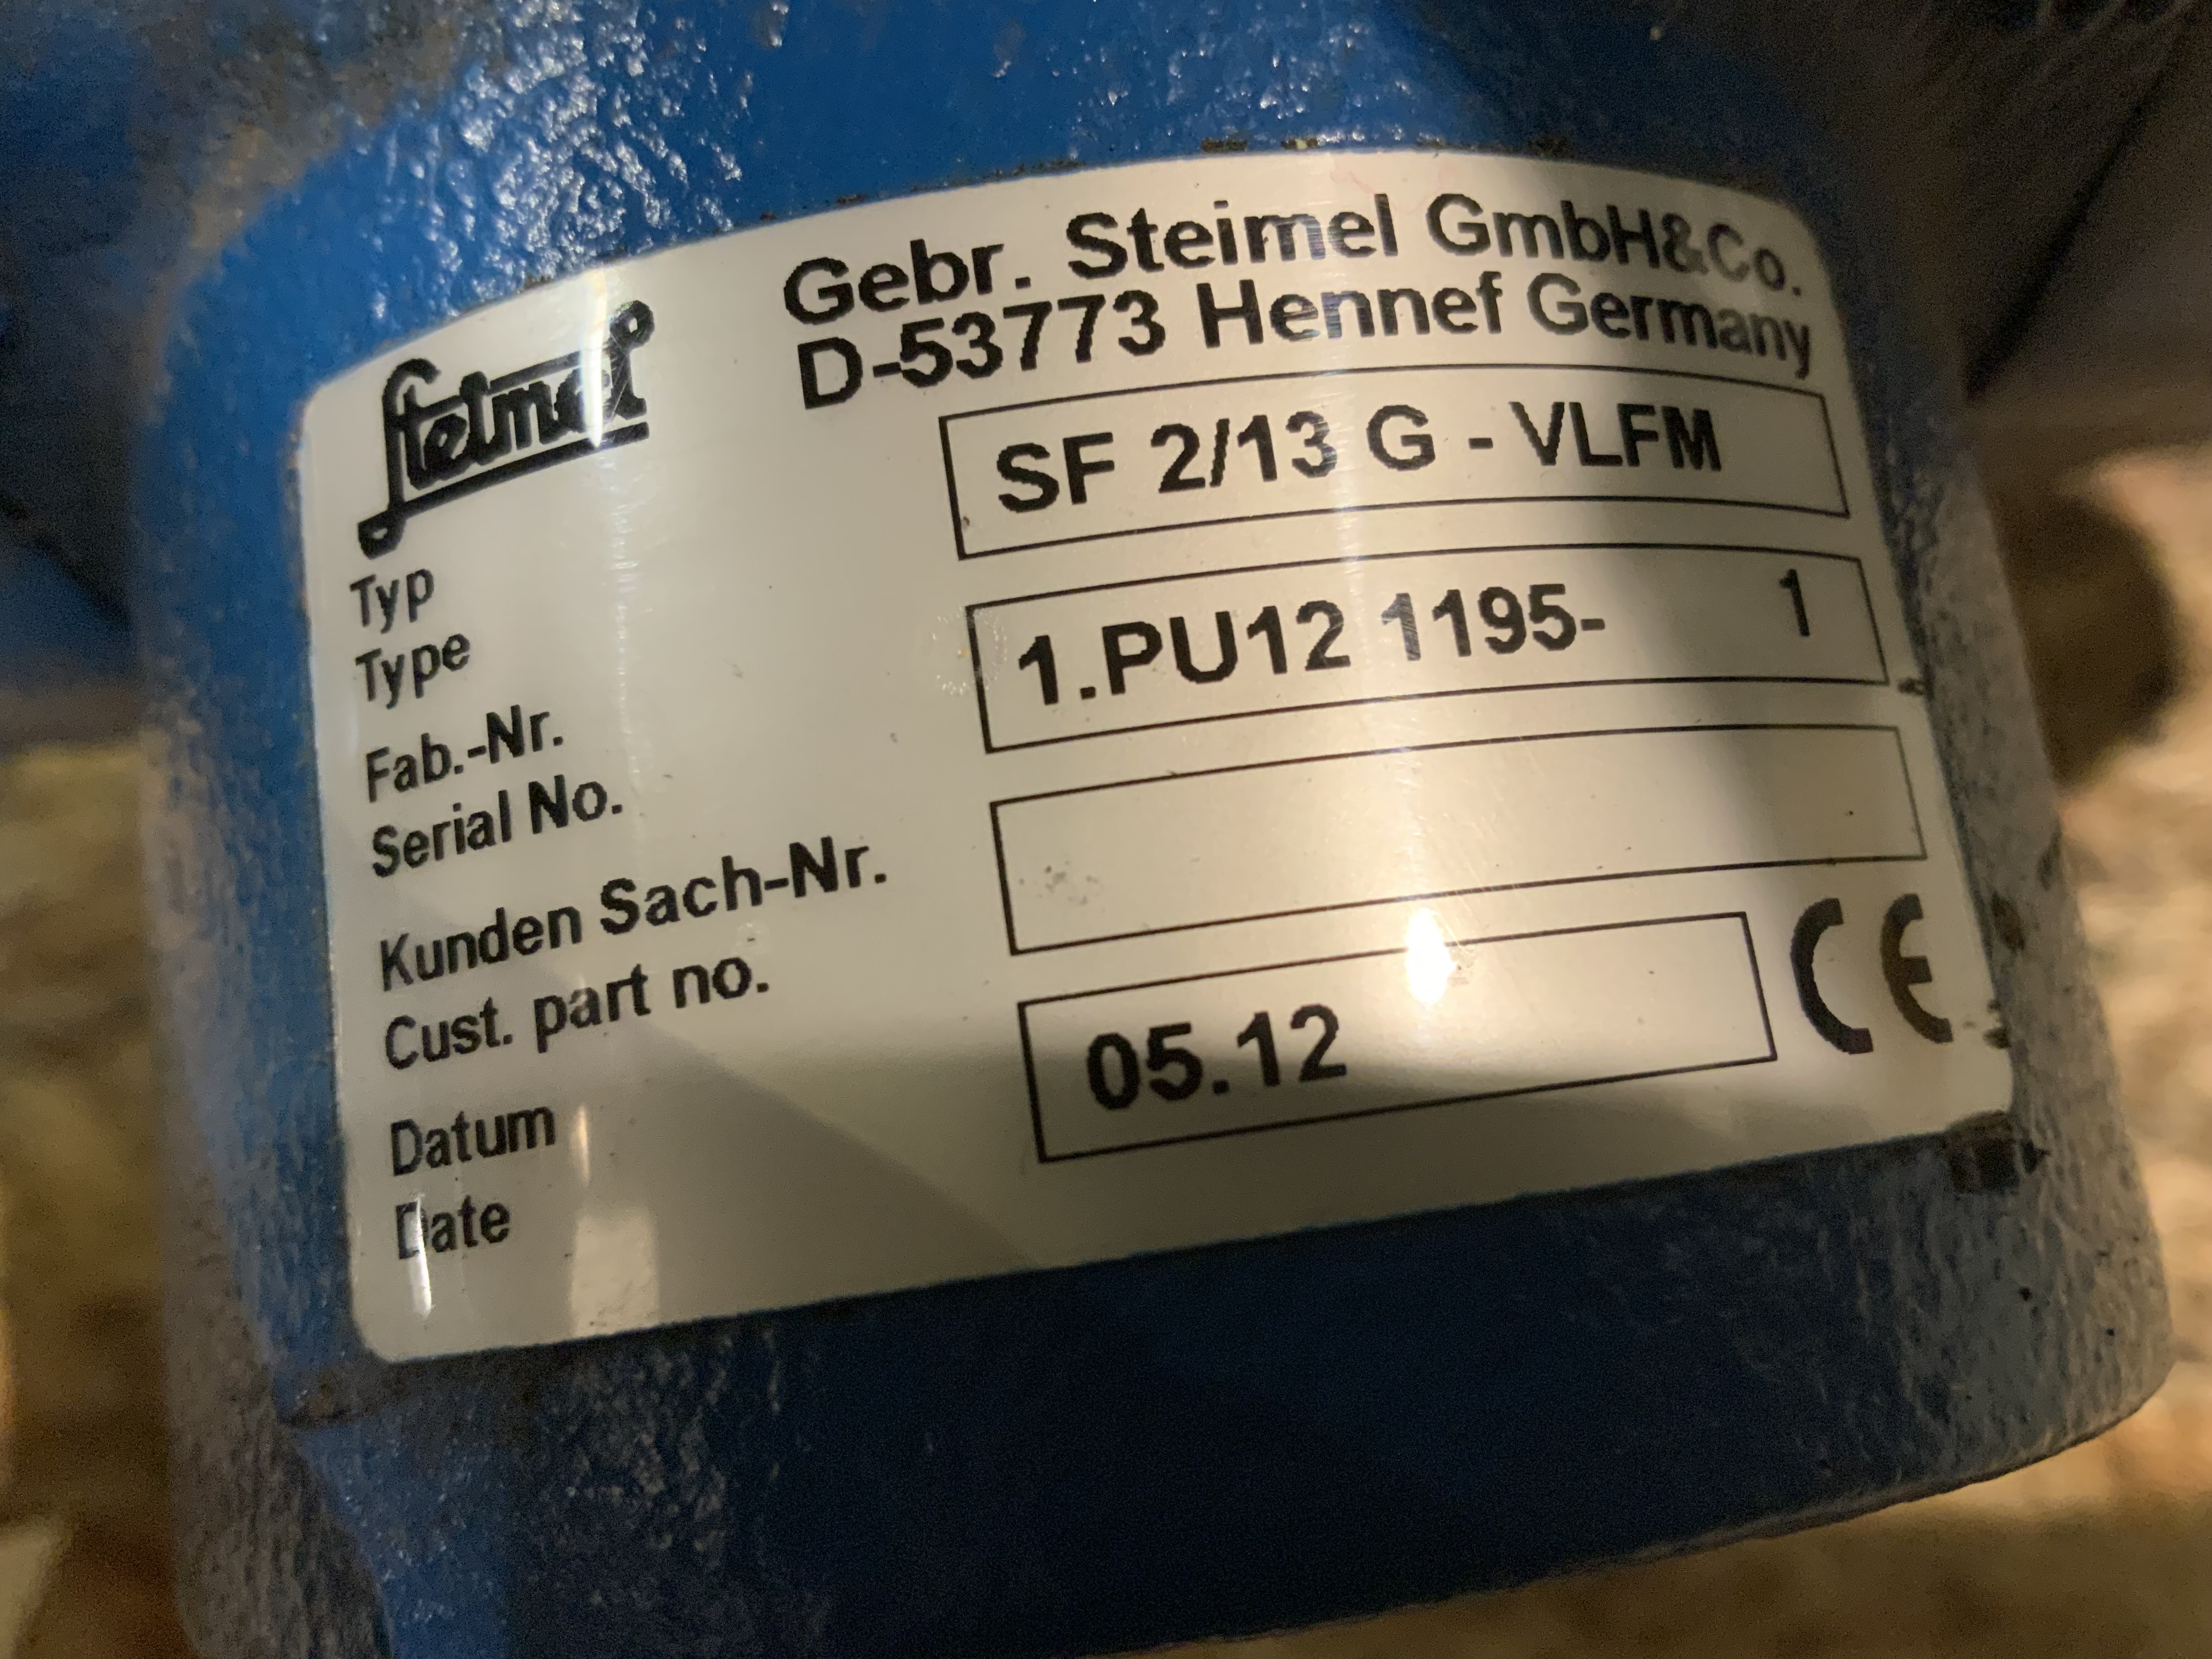 Steimel
Gebr. Steimel GmbH&Co.
D-53773 Hennef Germany
Typ
Type
SF 2/13 G - VLFM
Fab.-Nr.
Serial No.
1.PU12 1195- 1
Kunden Sach-Nr.
Cust. part no.
Datum
Date
05.12
CE